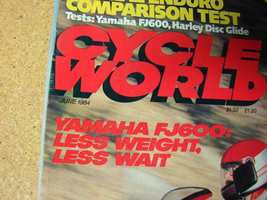 ENDURO
COMPARISON TEST
Tests: Yamaha FJ600, Harley Disc Glide
CYCLE
WORLD
JUNE 1984
YAMAHA FJ600:
LESS WEIGHT,
LESS WAIT